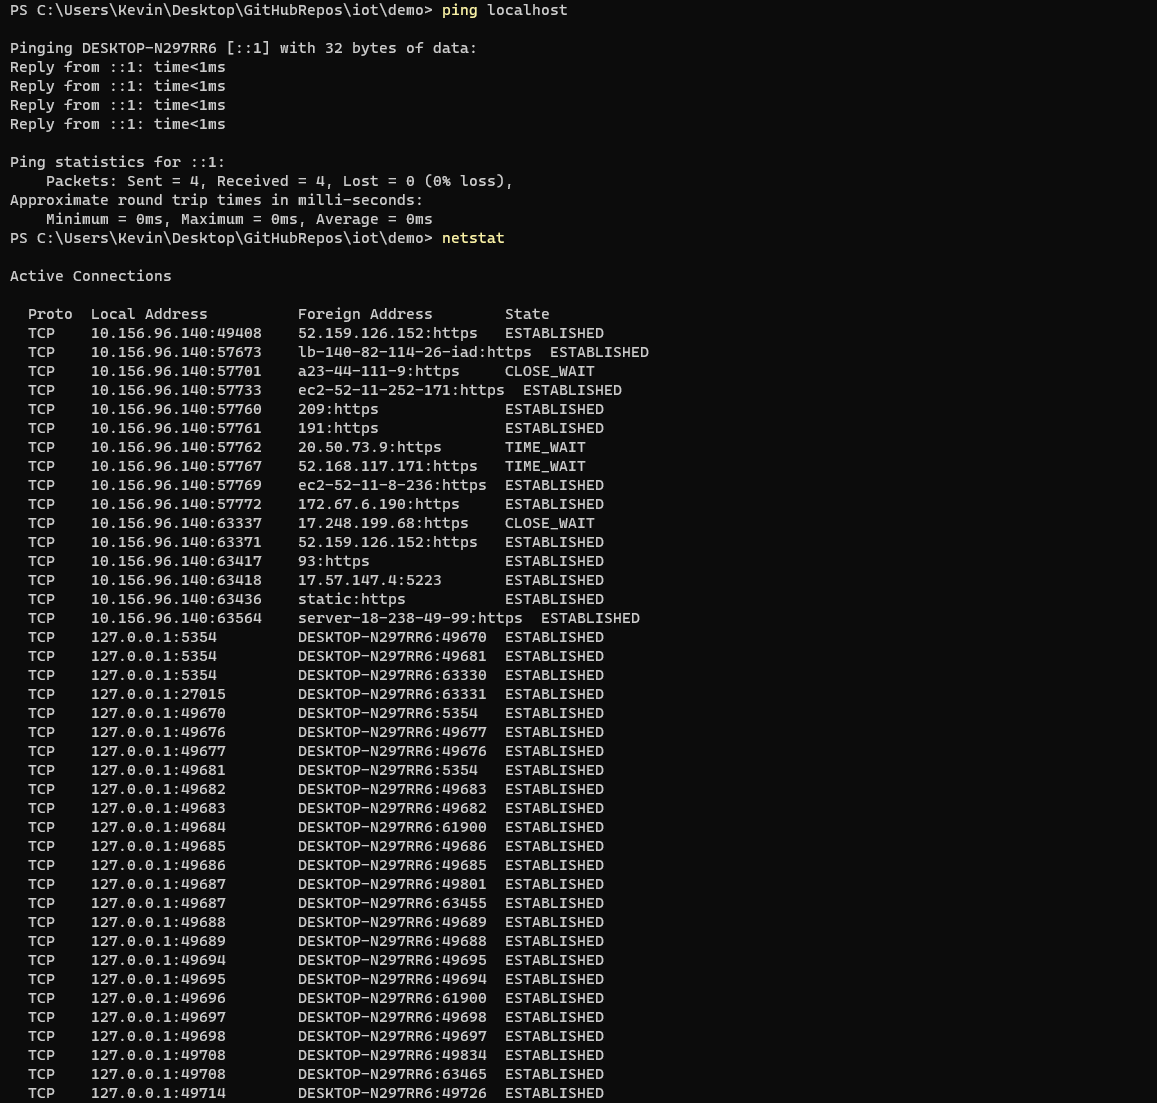 PS C:\Users\Kevin\Desktop\GitHubRepos\iot\demo> ping localhost
Pinging DESKTOP-N297RR6 [::1] with 32 bytes of data:
Reply from ::1: time<1ms
Reply from ::1: time<1ms
Reply from ::1: time<1ms
Reply from ::1: time<1ms
Ping statistics for ::1:
    Packets: Sent = 4, Received = 4, Lost = 0 (0% loss),
Approximate round trip times in milli-seconds:
    Minimum = 0ms, Maximum = 0ms, Average = 0ms
PS C:\Users\Kevin\Desktop\GitHubRepos\iot\demo> netstat
Active Connections
  Proto  Local Address          Foreign Address        State
  TCP    10.156.96.140:49408    52.159.126.152:https   ESTABLISHED
  TCP    10.156.96.140:57673    lb-140-82-114-26-iad:https  ESTABLISHED
  TCP    10.156.96.140:57701    a23-44-111-9:https     CLOSE_WAIT
  TCP    10.156.96.140:57733    ec2-52-11-252-171:https  ESTABLISHED
  TCP    10.156.96.140:57760    209:https              ESTABLISHED
  TCP    10.156.96.140:57761    191:https              ESTABLISHED
  TCP    10.156.96.140:57762    20.50.73.9:https       TIME_WAIT
  TCP    10.156.96.140:57767    52.168.117.171:https   TIME_WAIT
  TCP    10.156.96.140:57769    ec2-52-11-8-236:https  ESTABLISHED
  TCP    10.156.96.140:57772    172.67.6.190:https     ESTABLISHED
  TCP    10.156.96.140:63337    17.248.199.68:https    CLOSE_WAIT
  TCP    10.156.96.140:63371    52.159.126.152:https   ESTABLISHED
  TCP    10.156.96.140:63417    93:https               ESTABLISHED
  TCP    10.156.96.140:63418    17.57.147.4:5223       ESTABLISHED
  TCP    10.156.96.140:63436    static:https           ESTABLISHED
  TCP    10.156.96.140:63564    server-18-238-49-99:https  ESTABLISHED
  TCP    127.0.0.1:5354         DESKTOP-N297RR6:49670  ESTABLISHED
  TCP    127.0.0.1:5354         DESKTOP-N297RR6:49681  ESTABLISHED
  TCP    127.0.0.1:5354         DESKTOP-N297RR6:63330  ESTABLISHED
  TCP    127.0.0.1:27015        DESKTOP-N297RR6:63331  ESTABLISHED
  TCP    127.0.0.1:49670        DESKTOP-N297RR6:5354   ESTABLISHED
  TCP    127.0.0.1:49676        DESKTOP-N297RR6:49677  ESTABLISHED
  TCP    127.0.0.1:49677        DESKTOP-N297RR6:49676  ESTABLISHED
  TCP    127.0.0.1:49681        DESKTOP-N297RR6:5354   ESTABLISHED
  TCP    127.0.0.1:49682        DESKTOP-N297RR6:49683  ESTABLISHED
  TCP    127.0.0.1:49683        DESKTOP-N297RR6:49682  ESTABLISHED
  TCP    127.0.0.1:49684        DESKTOP-N297RR6:61900  ESTABLISHED
  TCP    127.0.0.1:49685        DESKTOP-N297RR6:49686  ESTABLISHED
  TCP    127.0.0.1:49686        DESKTOP-N297RR6:49685  ESTABLISHED
  TCP    127.0.0.1:49687        DESKTOP-N297RR6:49801  ESTABLISHED
  TCP    127.0.0.1:49687        DESKTOP-N297RR6:63455  ESTABLISHED
  TCP    127.0.0.1:49688        DESKTOP-N297RR6:49689  ESTABLISHED
  TCP    127.0.0.1:49689        DESKTOP-N297RR6:49688  ESTABLISHED
  TCP    127.0.0.1:49694        DESKTOP-N297RR6:49695  ESTABLISHED
  TCP    127.0.0.1:49695        DESKTOP-N297RR6:49694  ESTABLISHED
  TCP    127.0.0.1:49696        DESKTOP-N297RR6:61900  ESTABLISHED
  TCP    127.0.0.1:49697        DESKTOP-N297RR6:49698  ESTABLISHED
  TCP    127.0.0.1:49698        DESKTOP-N297RR6:49697  ESTABLISHED
  TCP    127.0.0.1:49708        DESKTOP-N297RR6:49834  ESTABLISHED
  TCP    127.0.0.1:49708        DESKTOP-N297RR6:63465  ESTABLISHED
  TCP    127.0.0.1:49714        DESKTOP-N297RR6:49726  ESTABLISHED